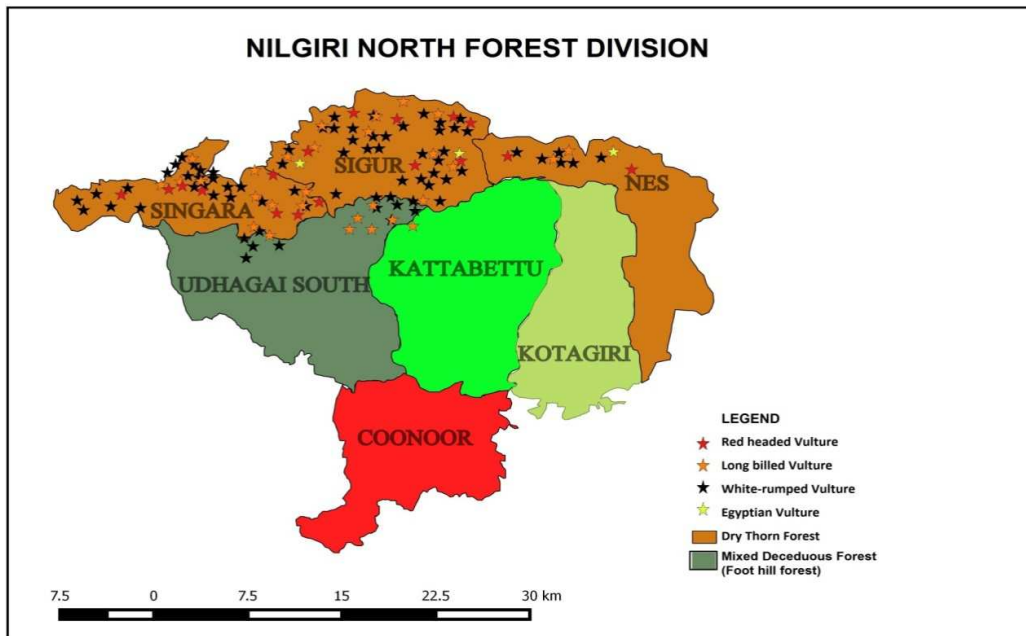 NILGIRI NORTH FOREST DIVISION
SIGUR
NES
SINGARA
KATTABETTU
UDHAGAI SOUTH
KOTAGIRI
COONOOR
LEGEND
Red headed Vulture
Long billed Vulture
White-rumped Vulture
Egyptian Vulture
Dry Thorn Forest
Mixed Deceduous Forest
(Foot hill forest)
7.5 0 7.5 15 22.5 30 km